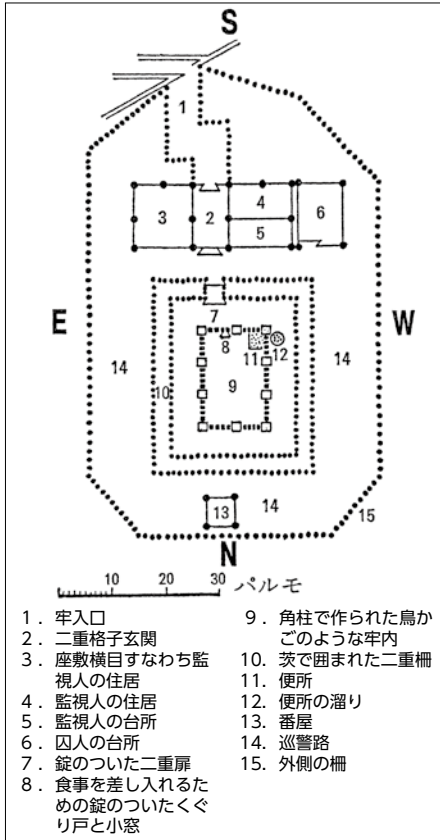 S
1
3
2
4
5
6
7
E
W
8
11
12
9
14
10
14
13
14
15
N
10 20 30 パルモ
1．牢入口
2．二重格子玄関
3．座敷横目すなわち監
視人の住居
4．監視人の住居
5．監視人の台所
6．囚人の台所
7．錠のついた二重扉
8．食事を差し入れるた
めの錠のついたくぐ
り戸と小窓
9．角柱で作られた鳥か
ごのような牢内
10．茨で囲まれた二重柵
11．便所
12．便所の溜り
13．番屋
14．巡警路
15．外側の柵